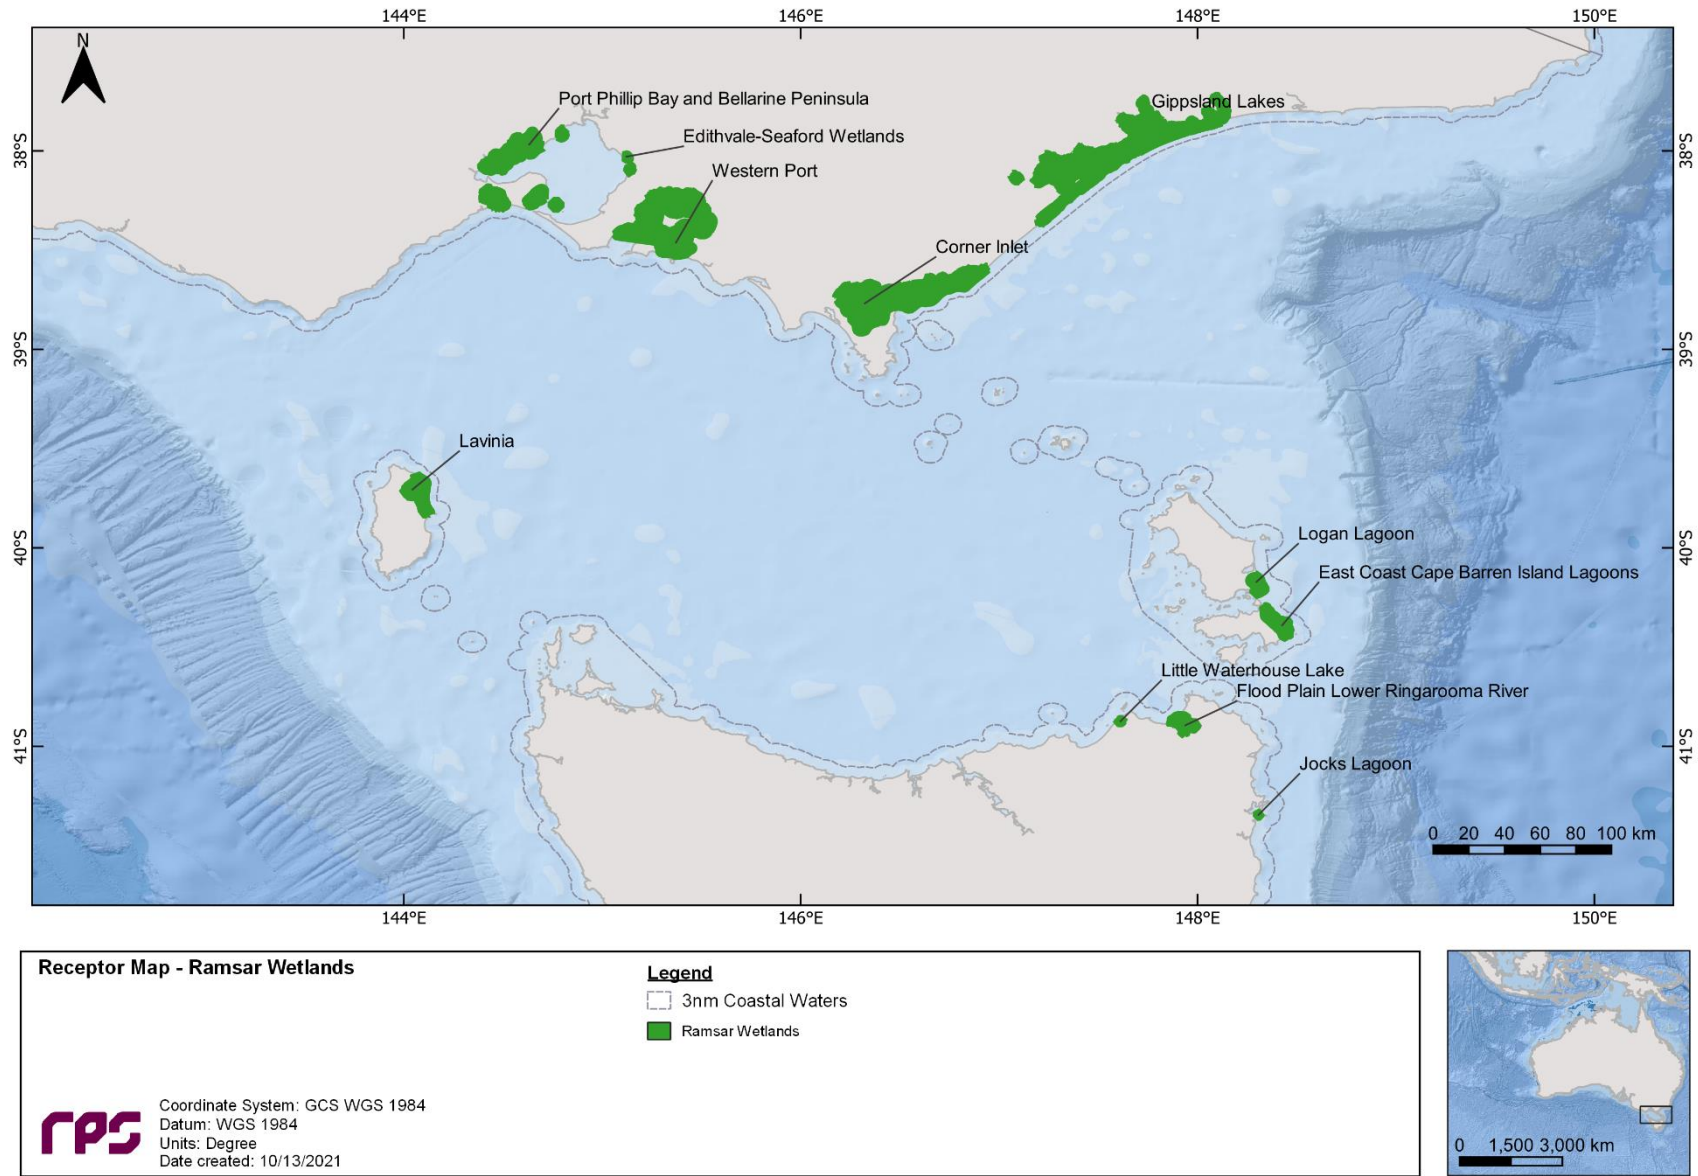 144°E
146°E
148°E
150°E
N
Port Phillip Bay and Bellarine Peninsula
Gippsland Lakes
Edithvale-Seaford Wetlands
38°S
38°S
Western Port
Corner Inlet
39°S
39°S
Lavinia
Logan Lagoon
40°S
40°S
East Coast Cape Barren Island Lagoons
Little Waterhouse Lake
Flood Plain Lower Ringarooma River
41°S
41°S
Jocks Lagoon
0 20 40 60 80 100 km
144°E
146°E
148°E
150°E
Receptor Map - Ramsar Wetlands
Legend
3nm Coastal Waters
Ramsar Wetlands
rps
Coordinate System: GCS WGS 1984
Datum: WGS 1984
Units: Degree
Date created: 10/13/2021
0 1,500 3,000 km